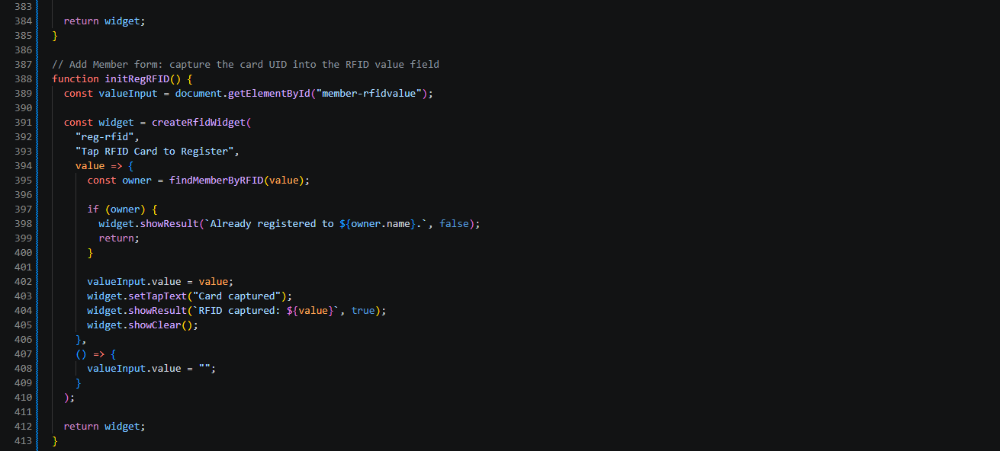 383
384   return widget;
385 }
386
387 // Add Member form: capture the card UID into the RFID value field
388 function initRegRFID() {
389   const valueInput = document.getElementById("member-rfidvalue");
390
391   const widget = createRfidWidget(
392     "reg-rfid",
393     "Tap RFID Card to Register",
394     value => {
395       const owner = findMemberByRFID(value);
396
397       if (owner) {
398         widget.showResult(`Already registered to ${owner.name}.`, false);
399         return;
400       }
401
402       valueInput.value = value;
403       widget.setTapText("Card captured");
404       widget.showResult(`RFID captured: ${value}`, true);
405       widget.showClear();
406     },
407     () => {
408       valueInput.value = "";
409     }
410   );
411
412   return widget;
413 }